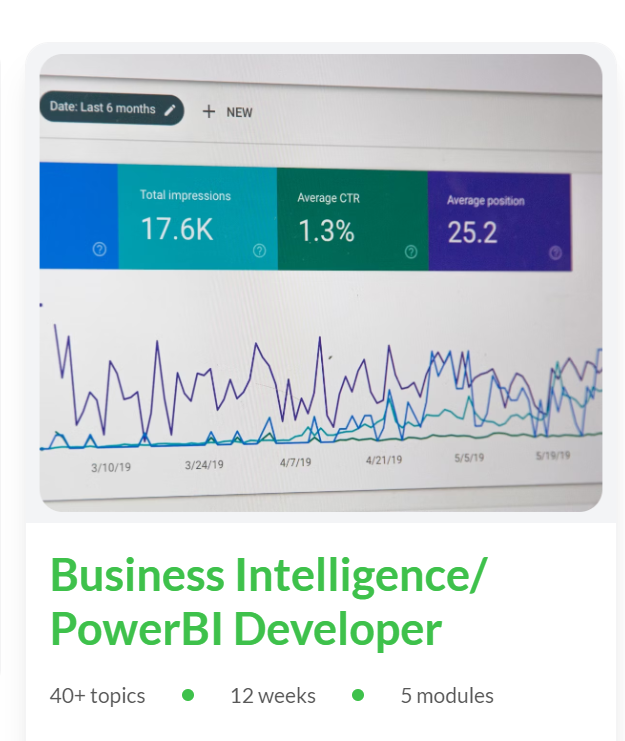 Date: Last 6 months
NEW
Total impressions
17.6K
Average CTR
1.3%
Average position
25.2
3/10/19
3/24/19
4/7/19
4/21/19
5/5/19
5/19/19
Business Intelligence/
PowerBI Developer
40+ topics
12 weeks
5 modules